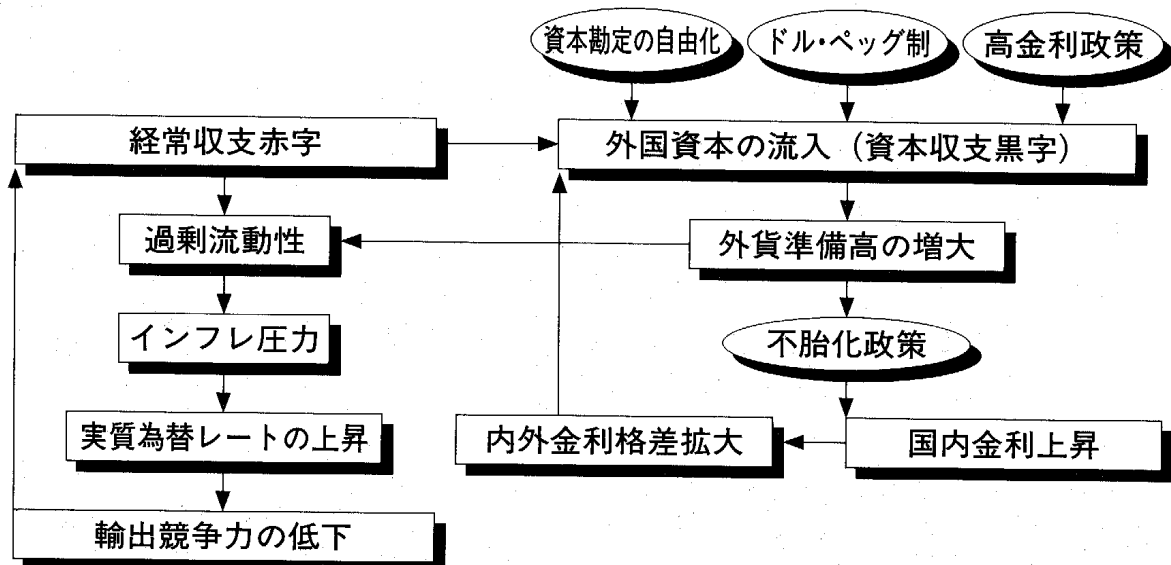 資本勘定の自由化
ドル・ペッグ制
高金利政策
経常収支赤字
外国資本の流入（資本収支黒字）
過剰流動性
外貨準備高の増大
インフレ圧力
不胎化政策
実質為替レートの上昇
内外金利格差拡大
国内金利上昇
輸出競争力の低下